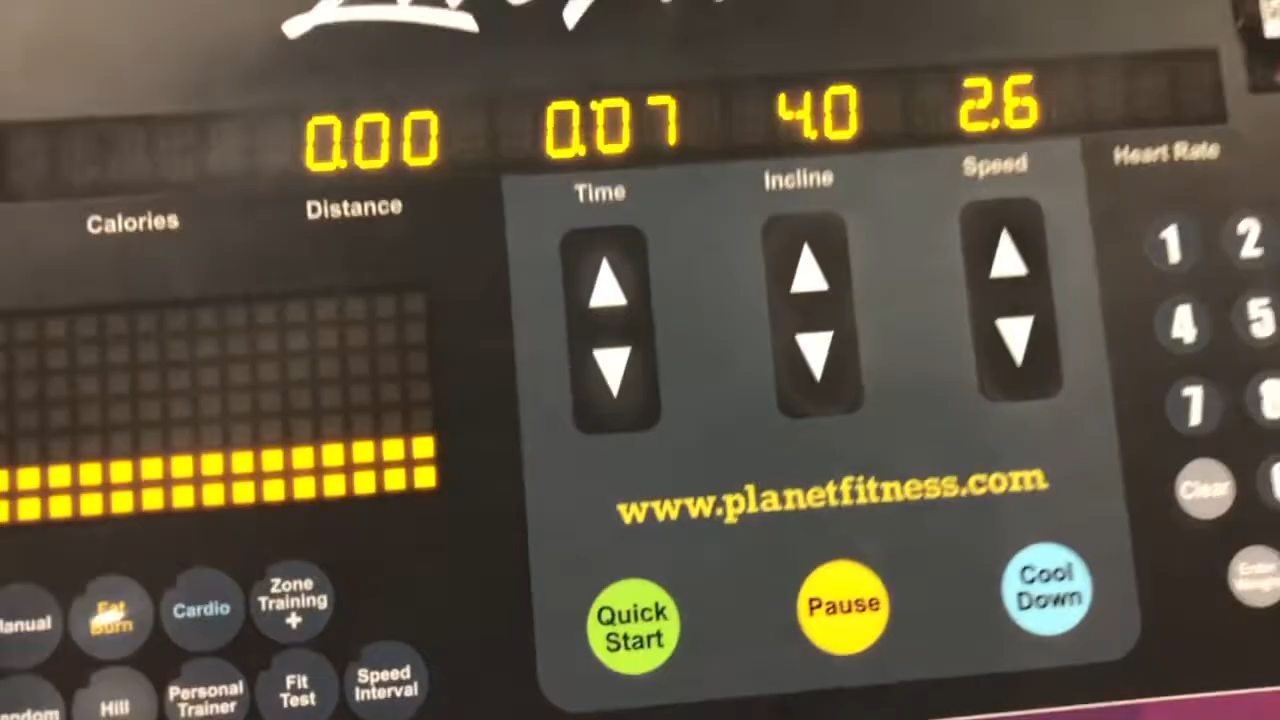 0.00 0.07 4.0 2.6
Calories Distance Time Incline Speed Heart Rate
1 2
4 5
7
www.planetfitness.com
Clear
Fat Burn
Cardio
Zone Training +
Quick Start
Pause
Cool Down
Hill
Personal Trainer
Fit Test
Speed Interval